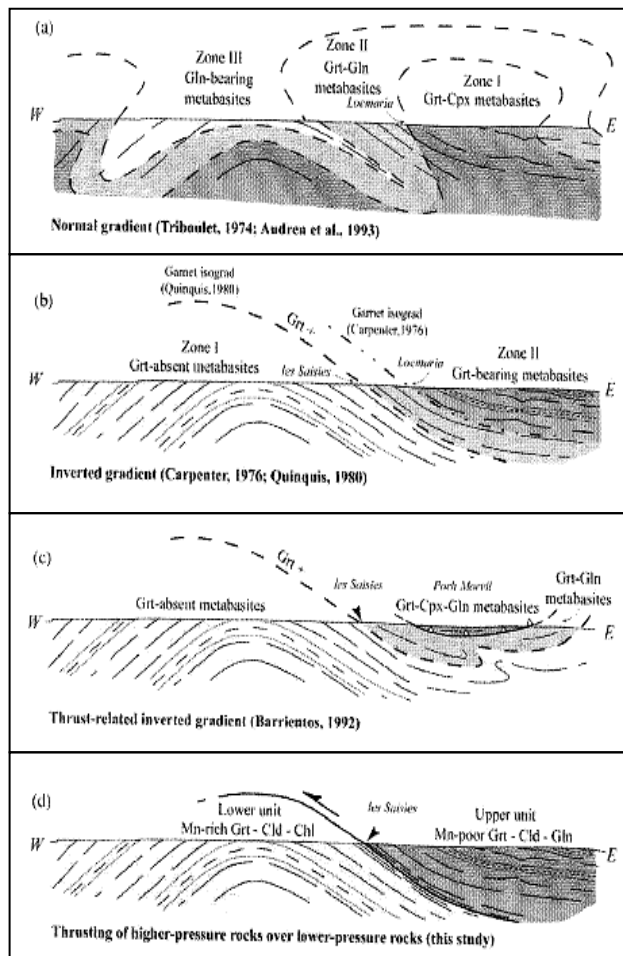 (a)
Zone III
Gln-bearing
metabasites
Zone II
Grt-Gln
metabasites
Locmaria
Zone I
Grt-Cpx metabasites
W
E
Normal gradient (Triboulet, 1974; Audren et al., 1993)
(b)
Garnet isograd
(Quinquis,1980)
Grt +
Garnet isograd
(Carpenter,1976)
Zone I
Grt-absent metabasites
les Saisies
Locmaria
Zone II
Grt-bearing metabasites
W
E
Inverted gradient (Carpenter, 1976; Quinquis, 1980)
(c)
Grt +
les Saisies
Grt-absent metabasites
Porh Morvil
Grt-Cpx-Gln metabasites
Grt-Gln
metabasites
W
E
Thrust-related inverted gradient (Barrientos, 1992)
(d)
Lower unit
Mn-rich Grt - Cld - Chl
les Saisies
Upper unit
Mn-poor Grt - Cld - Gln
W
E
Thrusting of higher-pressure rocks over lower-pressure rocks (this study)